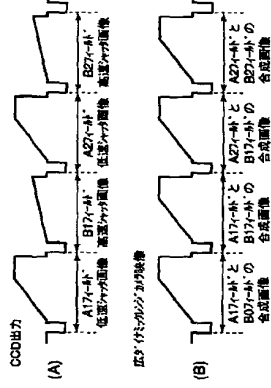 CCD出力
(A)
A1フィールド
低速シャッタ画像
B1フィールド
高速シャッタ画像
A2フィールド
低速シャッタ画像
B2フィールド
高速シャッタ画像
広ダイナミックレンジカメラ映像
(B)
A1フィールドと
B0フィールドの
合成画像
A1フィールドと
B1フィールドの
合成画像
A2フィールドと
B1フィールドの
合成画像
A2フィールドと
B2フィールドの
合成画像